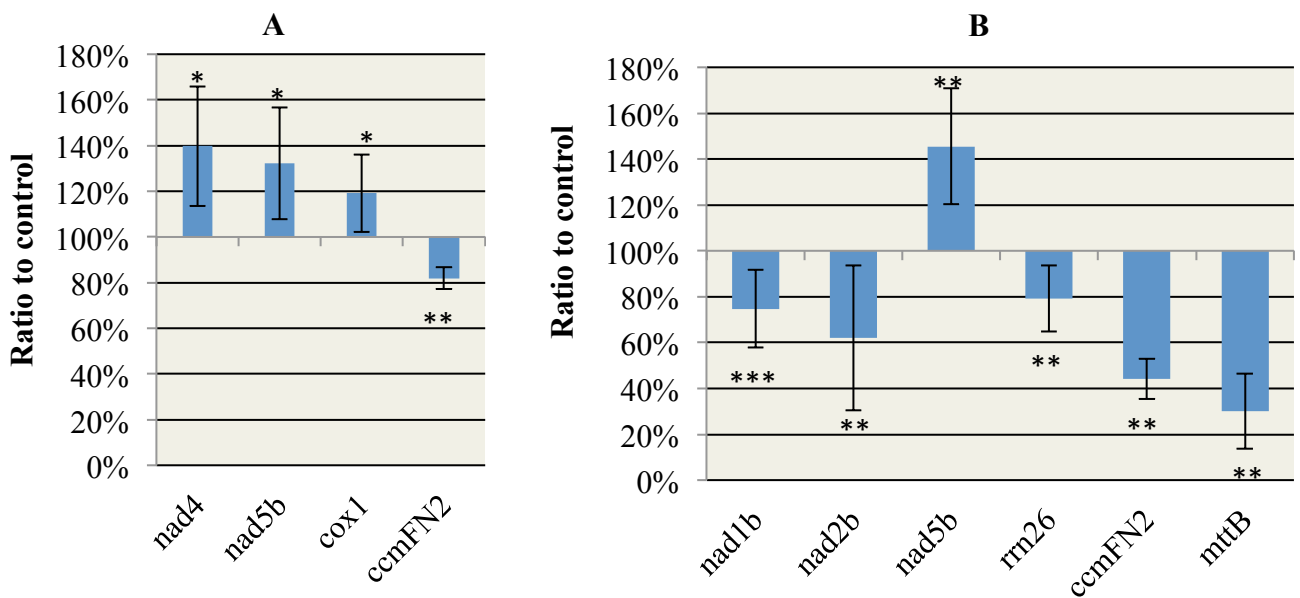 A
Ratio to control
180%
160%
140%
120%
100%
80%
60%
40%
20%
0%
*
*
*
**
nad4
nad5b
cox1
ccmFN2
B
Ratio to control
180%
160%
140%
120%
100%
80%
60%
40%
20%
0%
***
**
**
**
**
**
nad1b
nad2b
nad5b
rrn26
ccmFN2
mttB